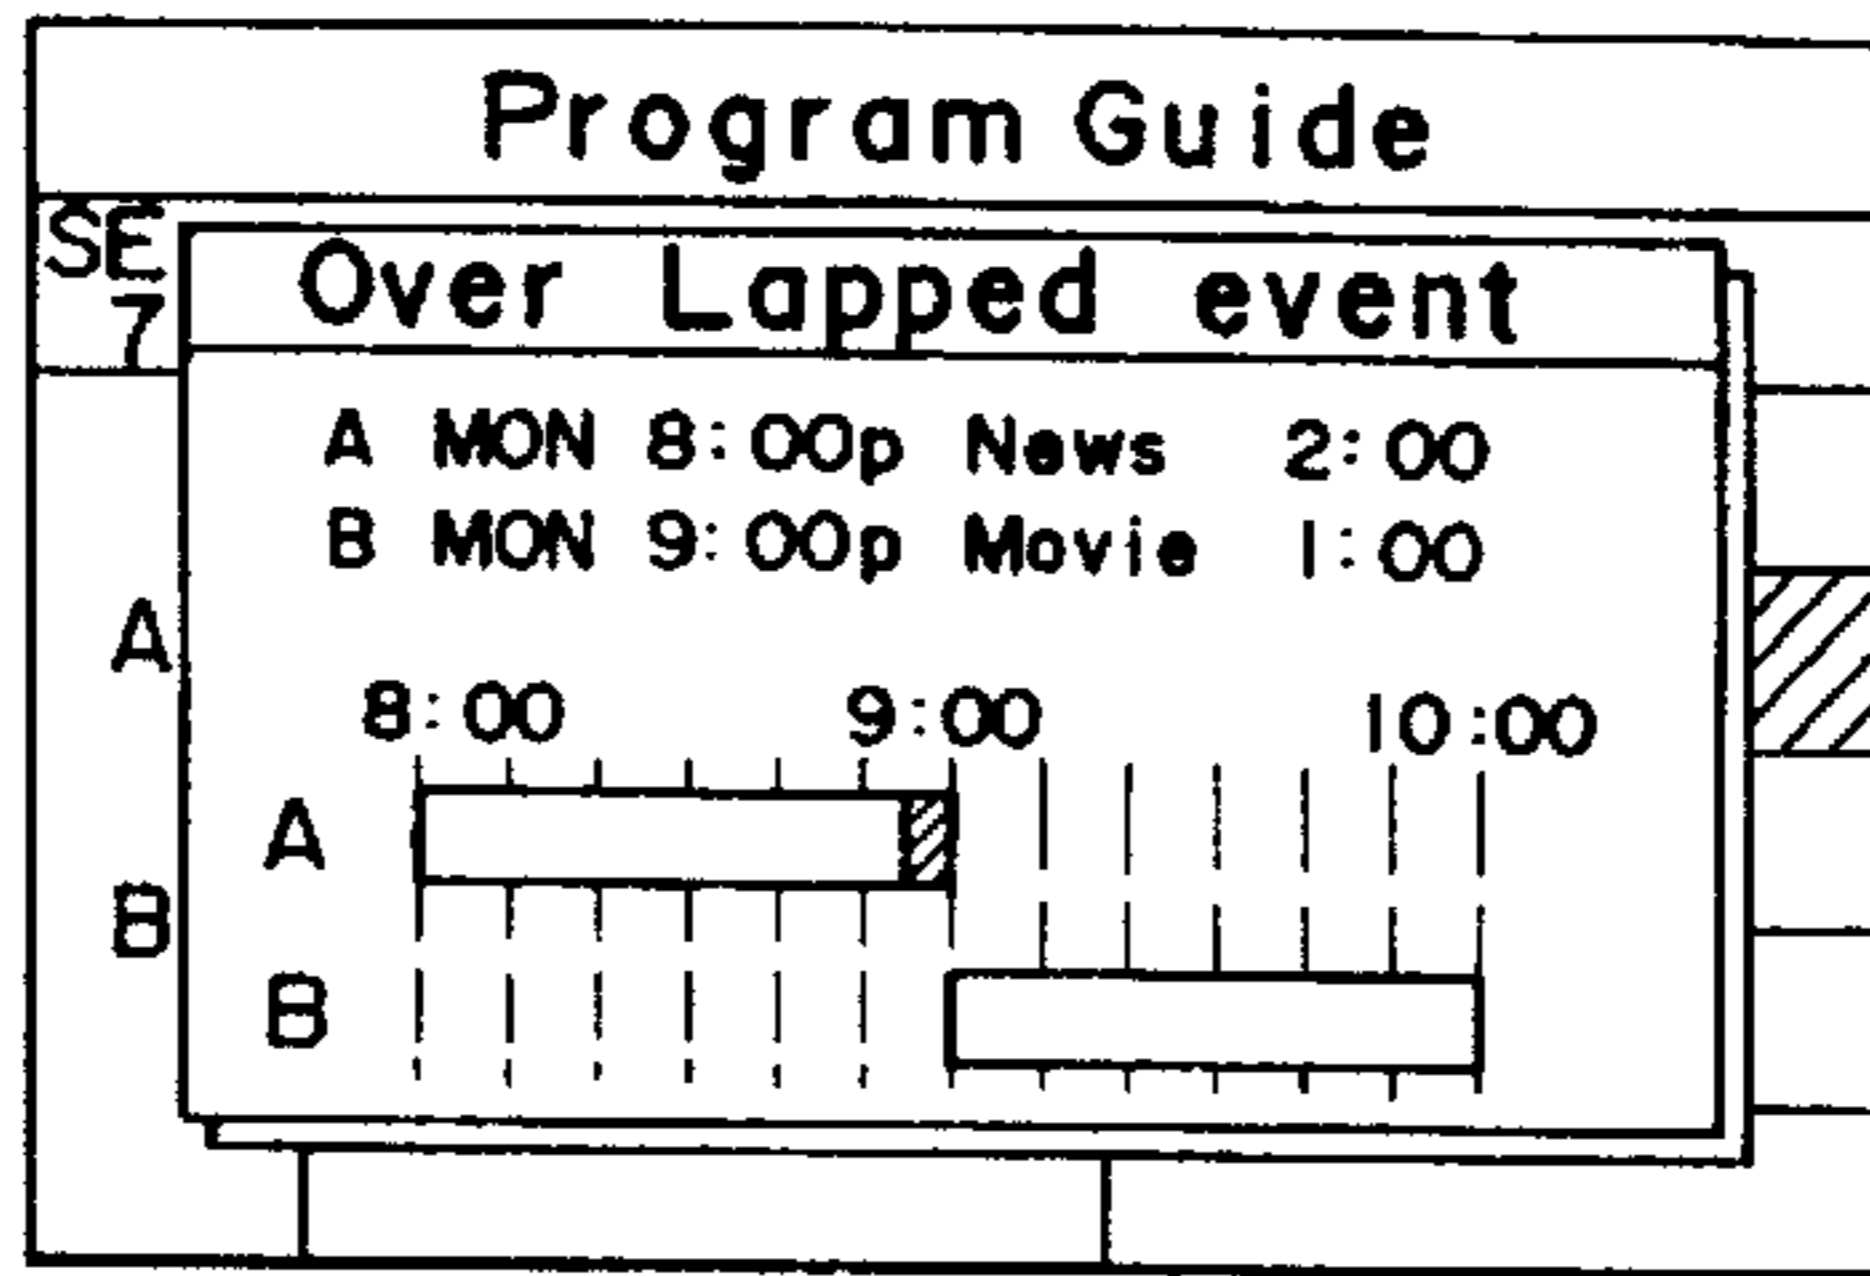 Program Guide
SE
7
Over Lapped event
A MON 8:00p News 2:00
B MON 9:00p Movie 1:00
A
8:00 9:00 10:00
A
B
B